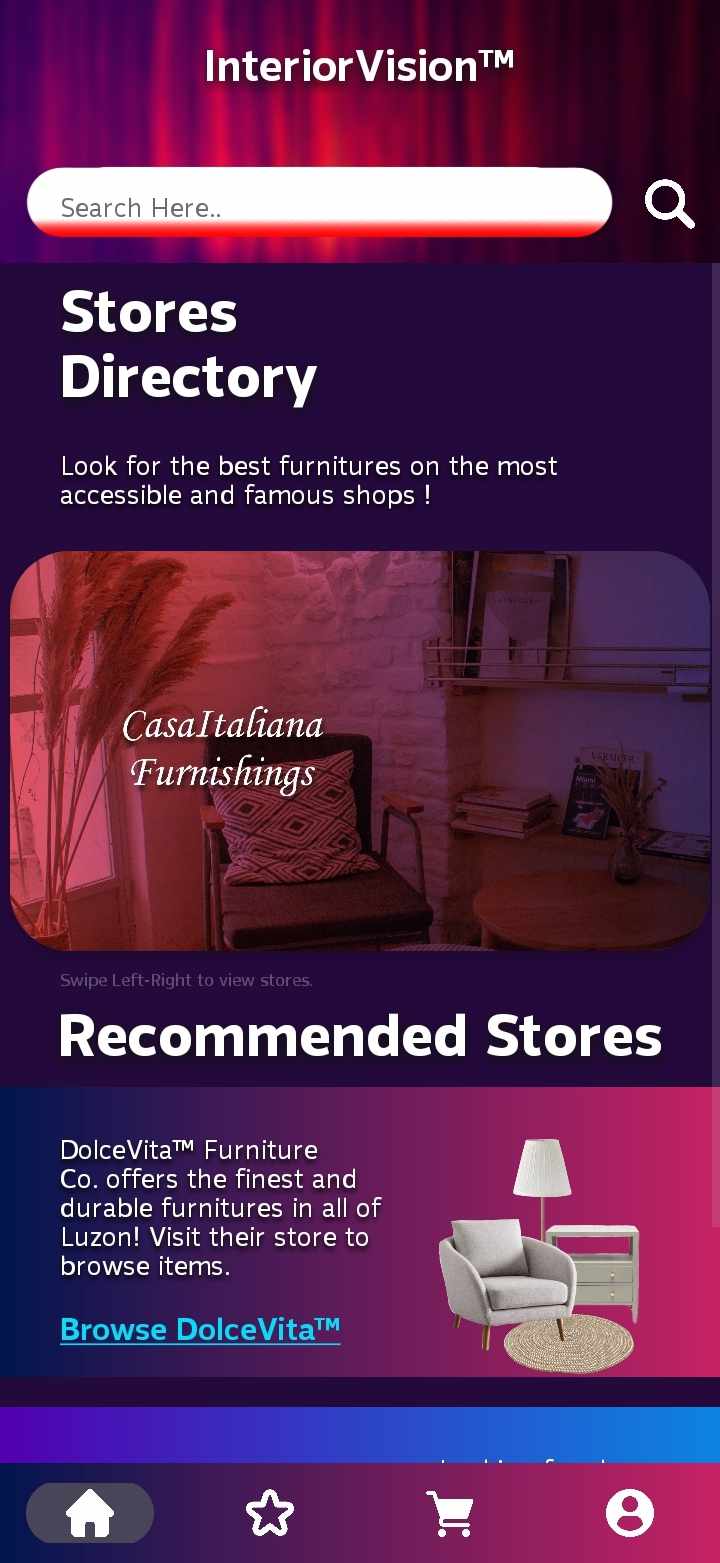 InteriorVision™
Search Here..
Stores
Directory
Look for the best furnitures on the most
accessible and famous shops !
CasaItaliana
Furnishings
Swipe Left-Right to view stores.
Recommended Stores
DolceVita™ Furniture
Co. offers the finest and
durable furnitures in all of
Luzon! Visit their store to
browse items.
Browse DolceVita™